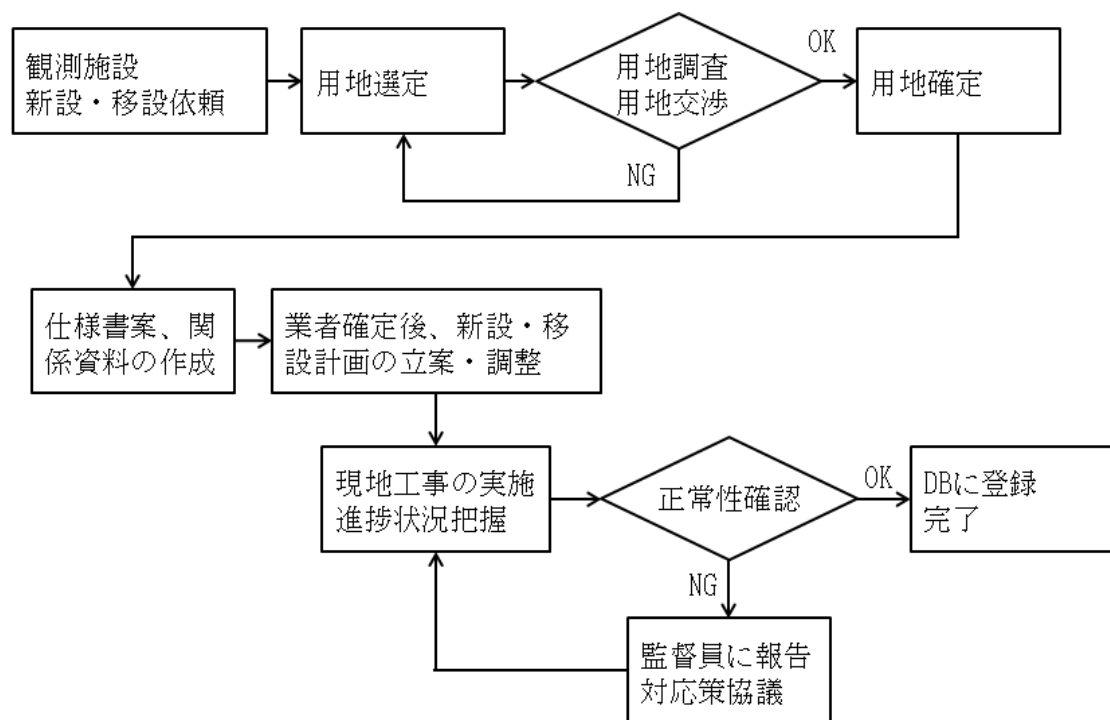 観測施設
新設・移設依頼
用地選定
用地調査
用地交渉
OK
用地確定
NG
仕様書案、関
係資料の作成
業者確定後、新設・移
設計画の立案・調整
現地工事の実施
進捗状況把握
正常性確認
OK
DBに登録
完了
NG
監督員に報告
対応策協議